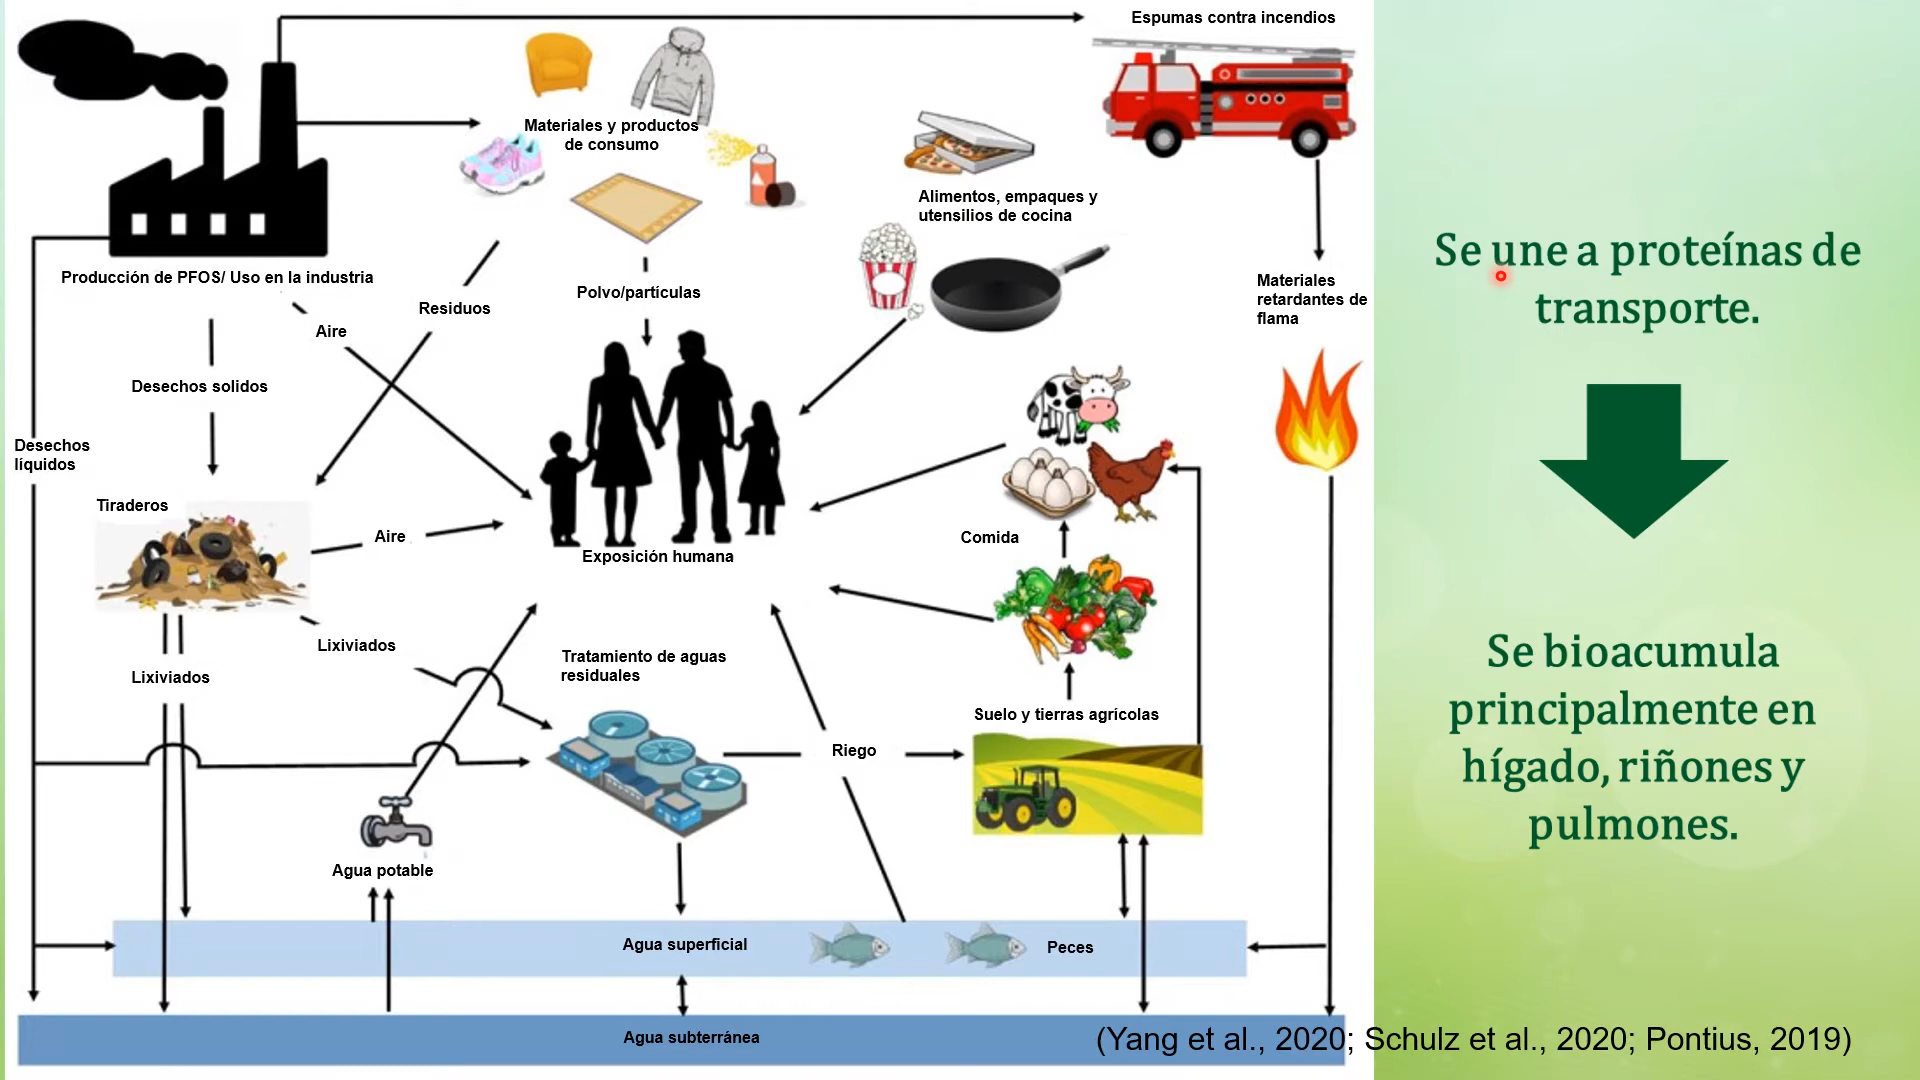 Espumas contra incendios
Materiales y productos
de consumo
Alimentos, empaques y
utensilios de cocina
Producción de PFOS/ Uso en la industria
Residuos
Polvo/partículas
Materiales
retardantes de
flama
Aire
Desechos solidos
Desechos
líquidos
Tiraderos
Aire
Exposición humana
Comida
Lixiviados
Lixiviados
Tratamiento de aguas
residuales
Suelo y tierras agrícolas
Riego
Agua potable
Agua superficial
Peces
Agua subterránea
Se une a proteínas de
transporte.
Se bioacumula
principalmente en
hígado, riñones y
pulmones.
(Yang et al., 2020; Schulz et al., 2020; Pontius, 2019)